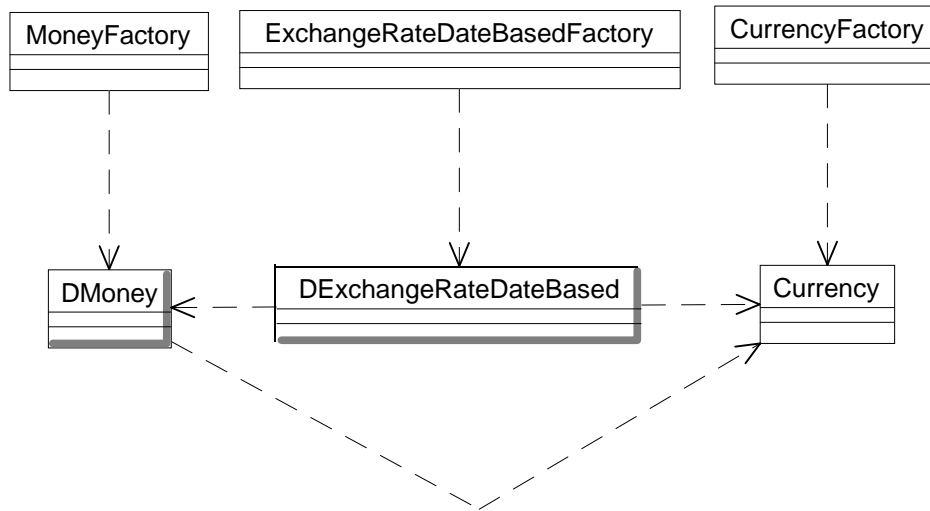 MoneyFactory
ExchangeRateDateBasedFactory
CurrencyFactory
DMoney
DExchangeRateDateBased
Currency